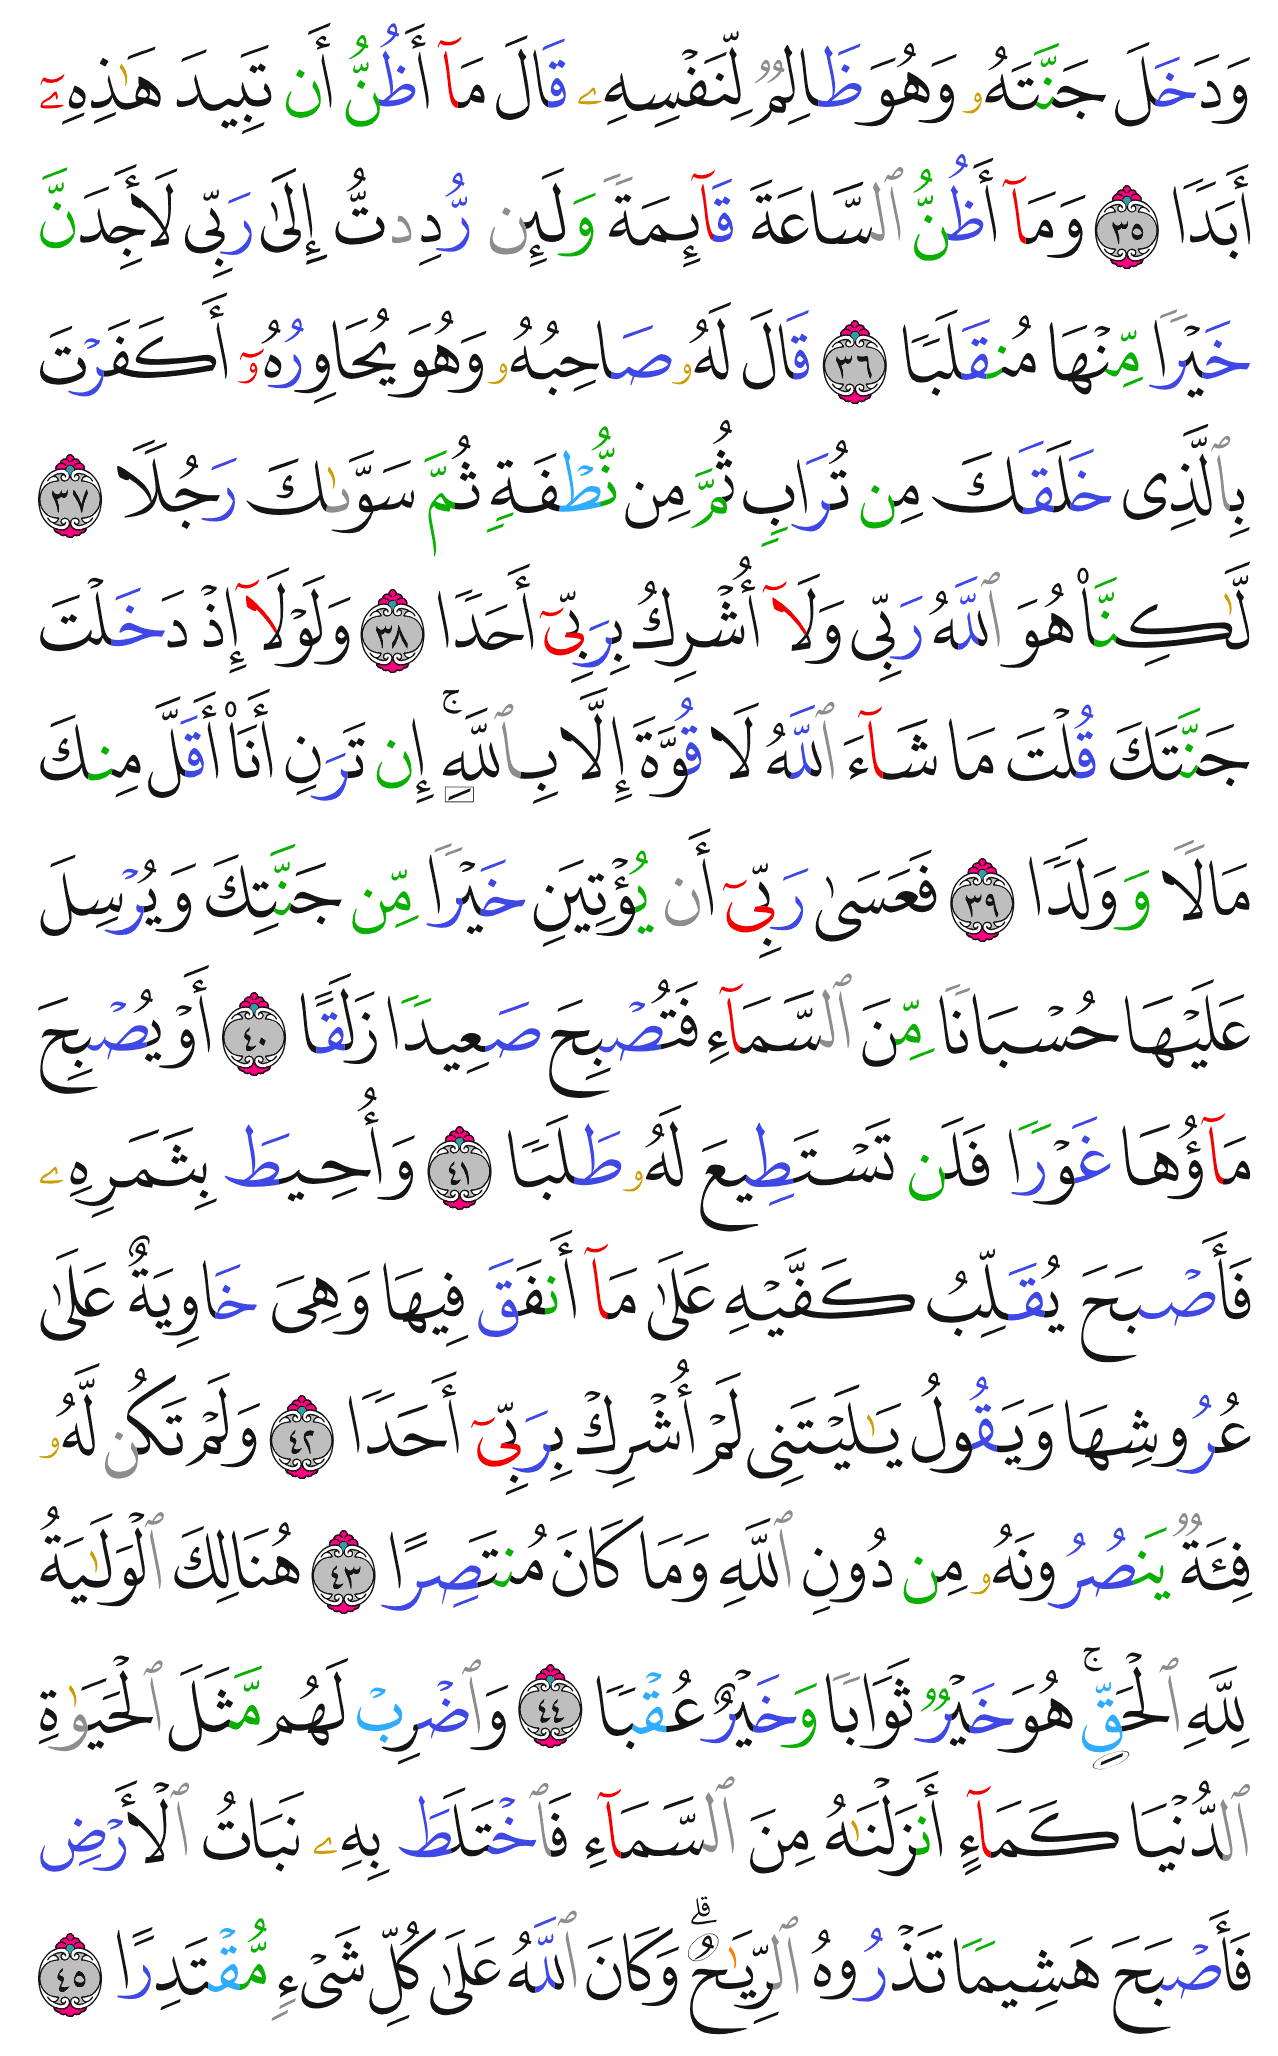 وَدَخَلَ جَنَّتَهُۥ وَهُوَ ظَالِمٌ لِّنَفْسِهِۦ قَالَ مَآ أَظُنُّ أَن تَبِيدَ هَـٰذِهِۦٓ
أَبَدًا ٣٥ وَمَآ أَظُنُّ ٱلسَّاعَةَ قَآئِمَةً وَلَئِن رُّدِدتُّ إِلَىٰ رَبِّى لَأَجِدَنَّ
خَيْرًا مِّنْهَا مُنقَلَبًا ٣٦ قَالَ لَهُۥ صَاحِبُهُۥ وَهُوَ يُحَاوِرُهُۥٓ أَكَفَرْتَ
بِٱلَّذِى خَلَقَكَ مِن تُرَابٍ ثُمَّ مِن نُّطْفَةٍ ثُمَّ سَوَّىٰكَ رَجُلًا ٣٧
لَّـٰكِنَّا۠ هُوَ ٱللَّهُ رَبِّى وَلَآ أُشْرِكُ بِرَبِّىٓ أَحَدًا ٣٨ وَلَوْلَآ إِذْ دَخَلْتَ
جَنَّتَكَ قُلْتَ مَا شَآءَ ٱللَّهُ لَا قُوَّةَ إِلَّا بِٱللَّهِ ۚ إِن تَرَنِ أَنَا۠ أَقَلَّ مِنكَ
مَالًا وَوَلَدًا ٣٩ فَعَسَىٰ رَبِّىٓ أَن يُؤْتِيَنِ خَيْرًا مِّن جَنَّتِكَ وَيُرْسِلَ
عَلَيْهَا حُسْبَانًا مِّنَ ٱلسَّمَآءِ فَتُصْبِحَ صَعِيدًا زَلَقًا ٤٠ أَوْ يُصْبِحَ
مَآؤُهَا غَوْرًا فَلَن تَسْتَطِيعَ لَهُۥ طَلَبًا ٤١ وَأُحِيطَ بِثَمَرِهِۦ
فَأَصْبَحَ يُقَلِّبُ كَفَّيْهِ عَلَىٰ مَآ أَنفَقَ فِيهَا وَهِىَ خَاوِيَةٌ عَلَىٰ
عُرُوشِهَا وَيَقُولُ يَـٰلَيْتَنِى لَمْ أُشْرِكْ بِرَبِّىٓ أَحَدًا ٤٢ وَلَمْ تَكُن لَّهُۥ
فِئَةٌ يَنصُرُونَهُۥ مِن دُونِ ٱللَّهِ وَمَا كَانَ مُنتَصِرًا ٤٣ هُنَالِكَ ٱلْوَلَـٰيَةُ
لِلَّهِ ٱلْحَقِّ ۚ هُوَ خَيْرٌ ثَوَابًا وَخَيْرٌ عُقْبًا ٤٤ وَٱضْرِبْ لَهُم مَّثَلَ ٱلْحَيَوٰةِ
ٱلدُّنْيَا كَمَآءٍ أَنزَلْنَـٰهُ مِنَ ٱلسَّمَآءِ فَٱخْتَلَطَ بِهِۦ نَبَاتُ ٱلْأَرْضِ
فَأَصْبَحَ هَشِيمًا تَذْرُوهُ ٱلرِّيَـٰحُ ۗ وَكَانَ ٱللَّهُ عَلَىٰ كُلِّ شَىْءٍ مُّقْتَدِرًا ٤٥